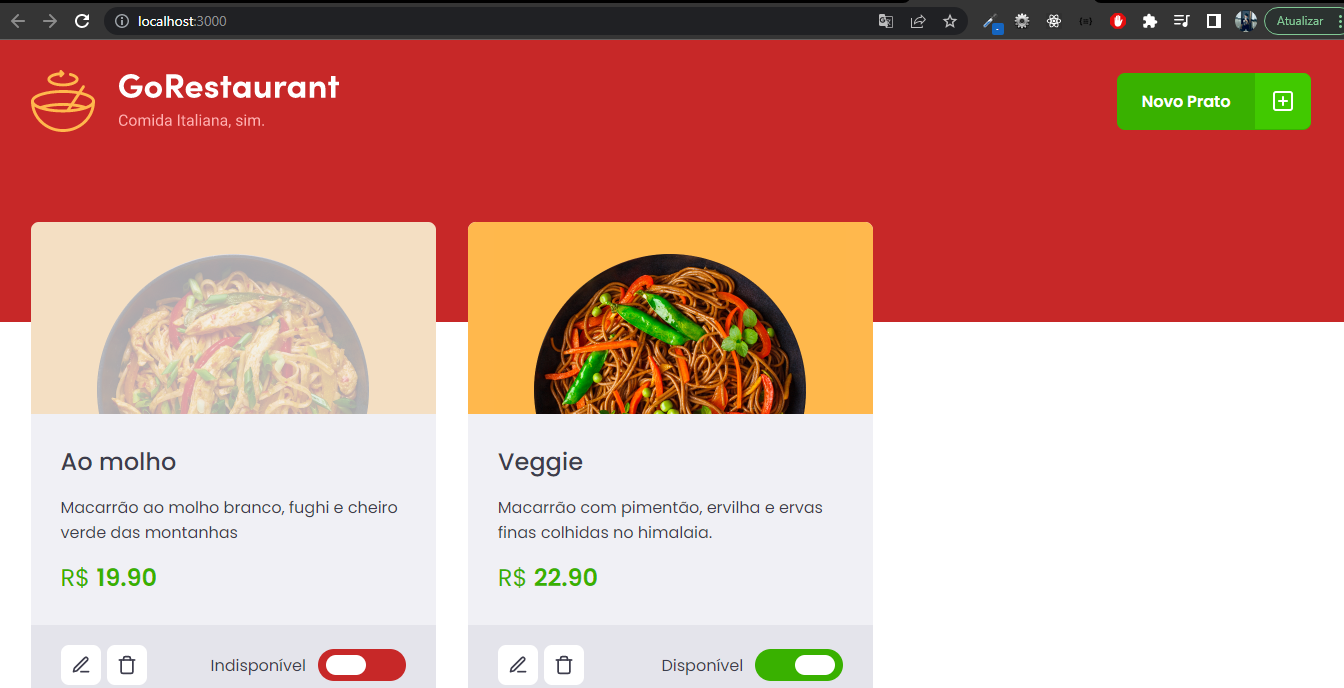 localhost:3000
Atualizar
GoRestaurant
Comida Italiana, sim.
Novo Prato
Ao molho
Macarrão ao molho branco, fughi e cheiro
verde das montanhas
R$ 19.90
Indisponível
Veggie
Macarrão com pimentão, ervilha e ervas
finas colhidas no himalaia.
R$ 22.90
Disponível